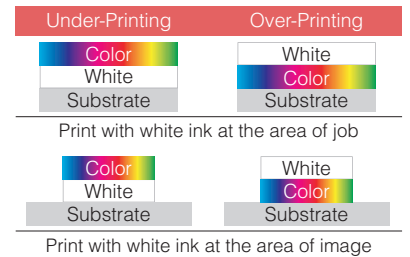 Under-Printing Over-Printing
Color White
White Color
Substrate Substrate
Print with white ink at the area of job
Color White
White Color
Substrate Substrate
Print with white ink at the area of image